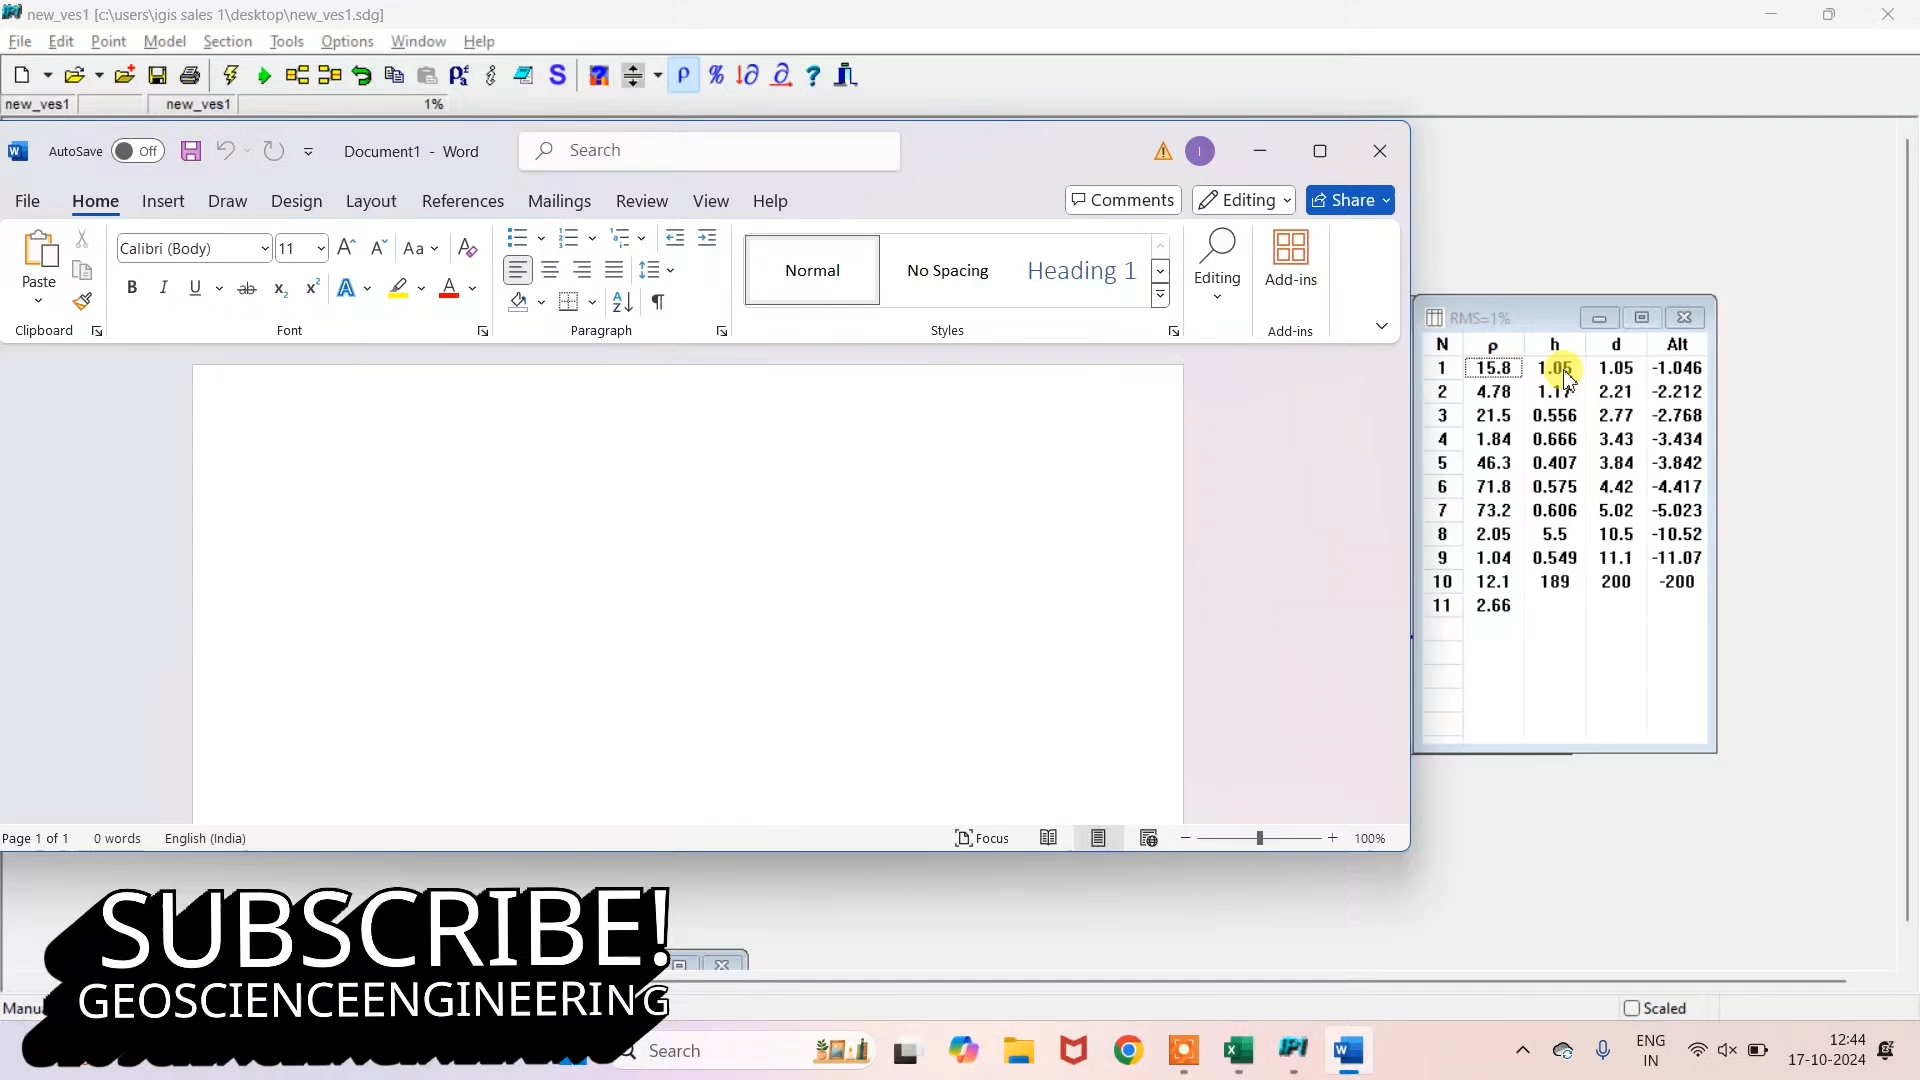 new_ves1 [c:\users\igis sales 1\desktop\new_ves1.sdg]
File Edit Point Model Section Tools Options Window Help
new_ves1 new_ves1 1%
AutoSave Off Document1 - Word Search I
File Home Insert Draw Design Layout References Mailings Review View Help Comments Editing Share
Paste Calibri (Body) 11 Normal No Spacing Heading 1 Editing Add-ins
Clipboard Font Paragraph Styles Add-ins
RMS=1%
N ρ h d Alt
1 15.8 1.05 1.05 -1.046
2 4.78 1.17 2.21 -2.212
3 21.5 0.556 2.77 -2.768
4 1.84 0.666 3.43 -3.434
5 46.3 0.407 3.84 -3.842
6 71.8 0.575 4.42 -4.417
7 73.2 0.606 5.02 -5.023
8 2.05 5.5 10.5 -10.52
9 1.04 0.549 11.1 -11.07
10 12.1 189 200 -200
11 2.66
Page 1 of 1 0 words English (India) Focus 100%
SUBSCRIBE!
GEOSCIENCEENGINEERING
Scaled
Search
ENG
IN
12:44
17-10-2024